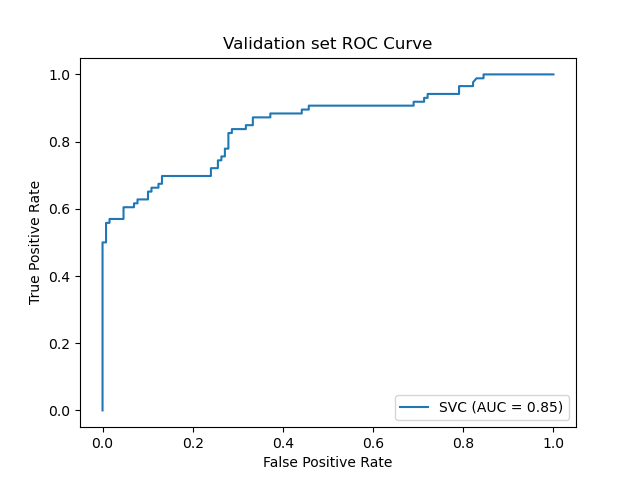 Validation set ROC Curve
1.0
0.8
0.6
0.4
0.2
0.0
True Positive Rate
SVC (AUC = 0.85)
0.0 0.2 0.4 0.6 0.8 1.0
False Positive Rate